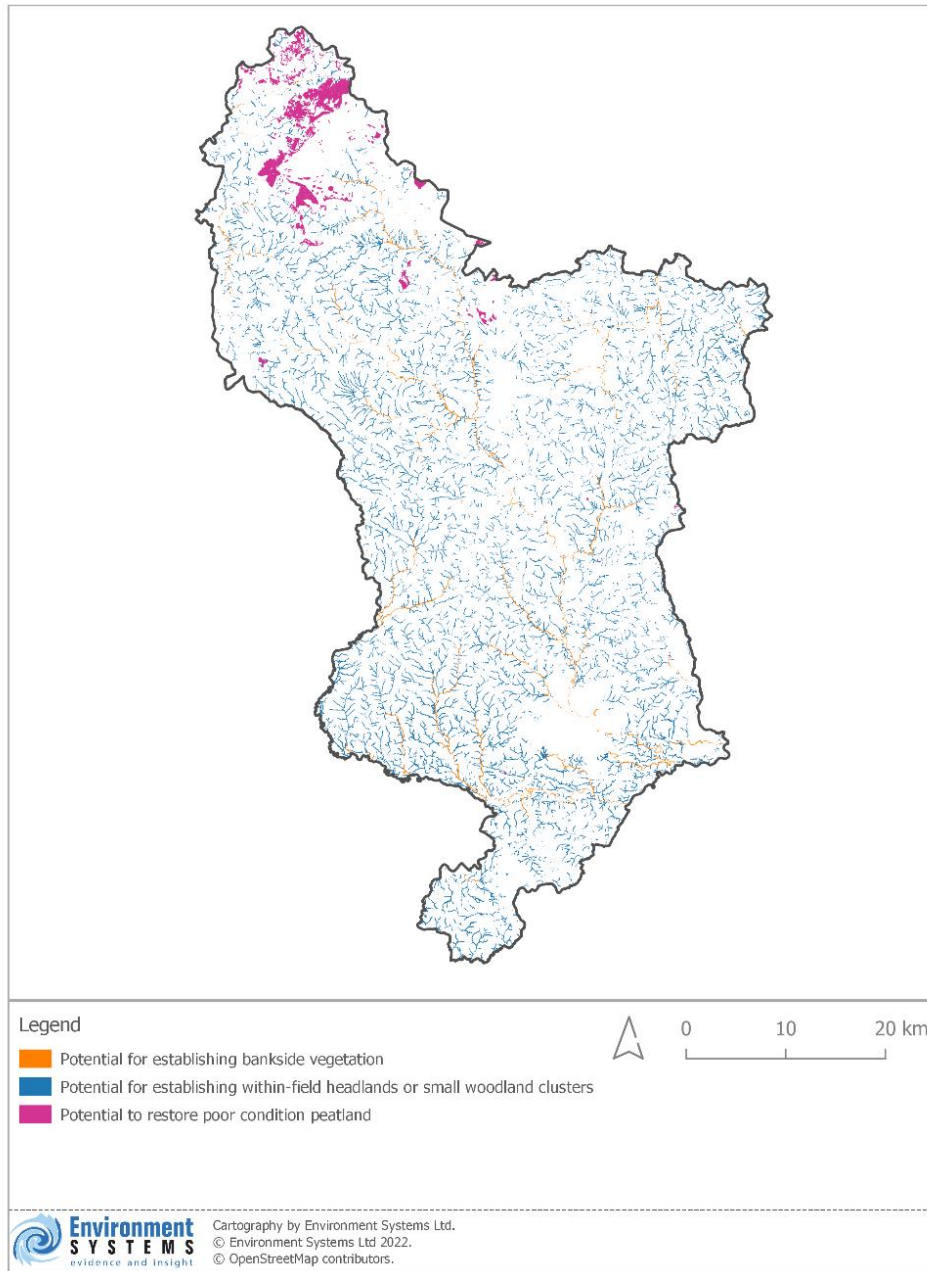 Legend
0 10 20 km
Potential for establishing bankside vegetation
Potential for establishing within-field headlands or small woodland clusters
Potential to restore poor condition peatland
Environment
SYSTEMS
evidence and insight
Cartography by Environment Systems Ltd.
© Environment Systems Ltd 2022.
© OpenStreetMap contributors.